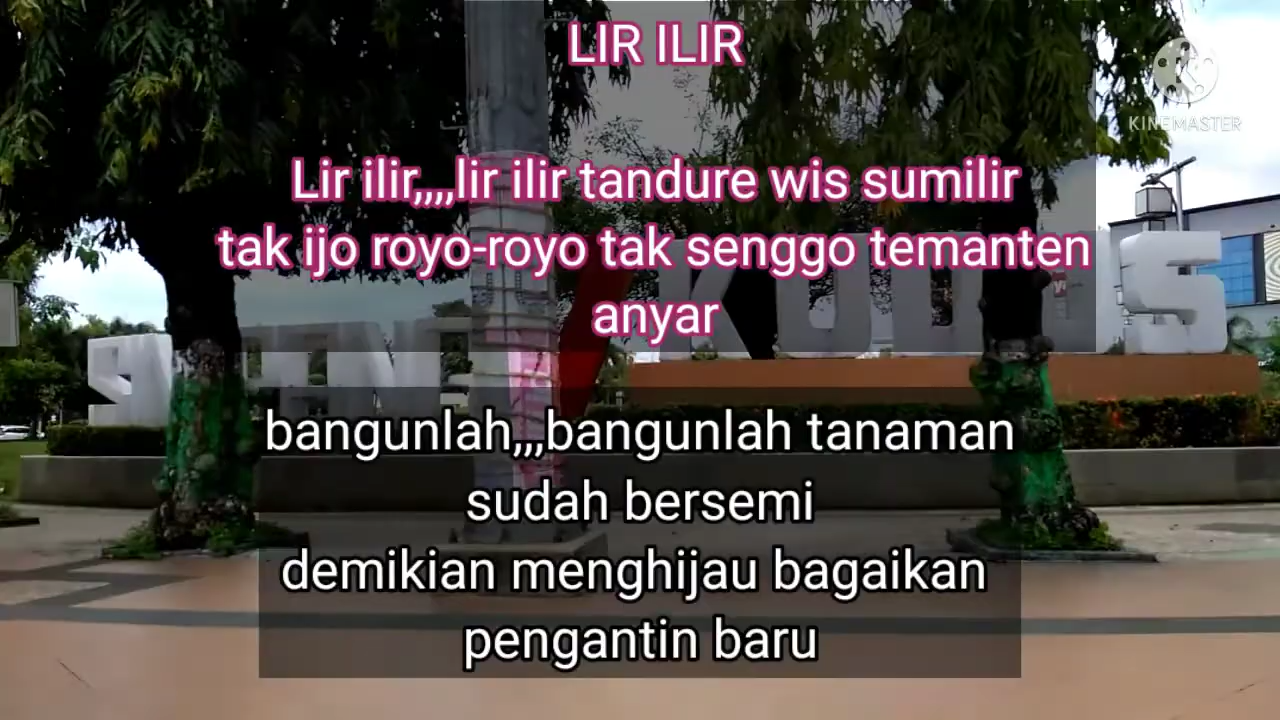 LIR ILIR
KINEMASTER
Lir ilir,,,,lir ilir tandure wis sumilir
tak ijo royo-royo tak senggo temanten
anyar
KUDUS
bangunlah,,,bangunlah tanaman
sudah bersemi
demikian menghijau bagaikan
pengantin baru